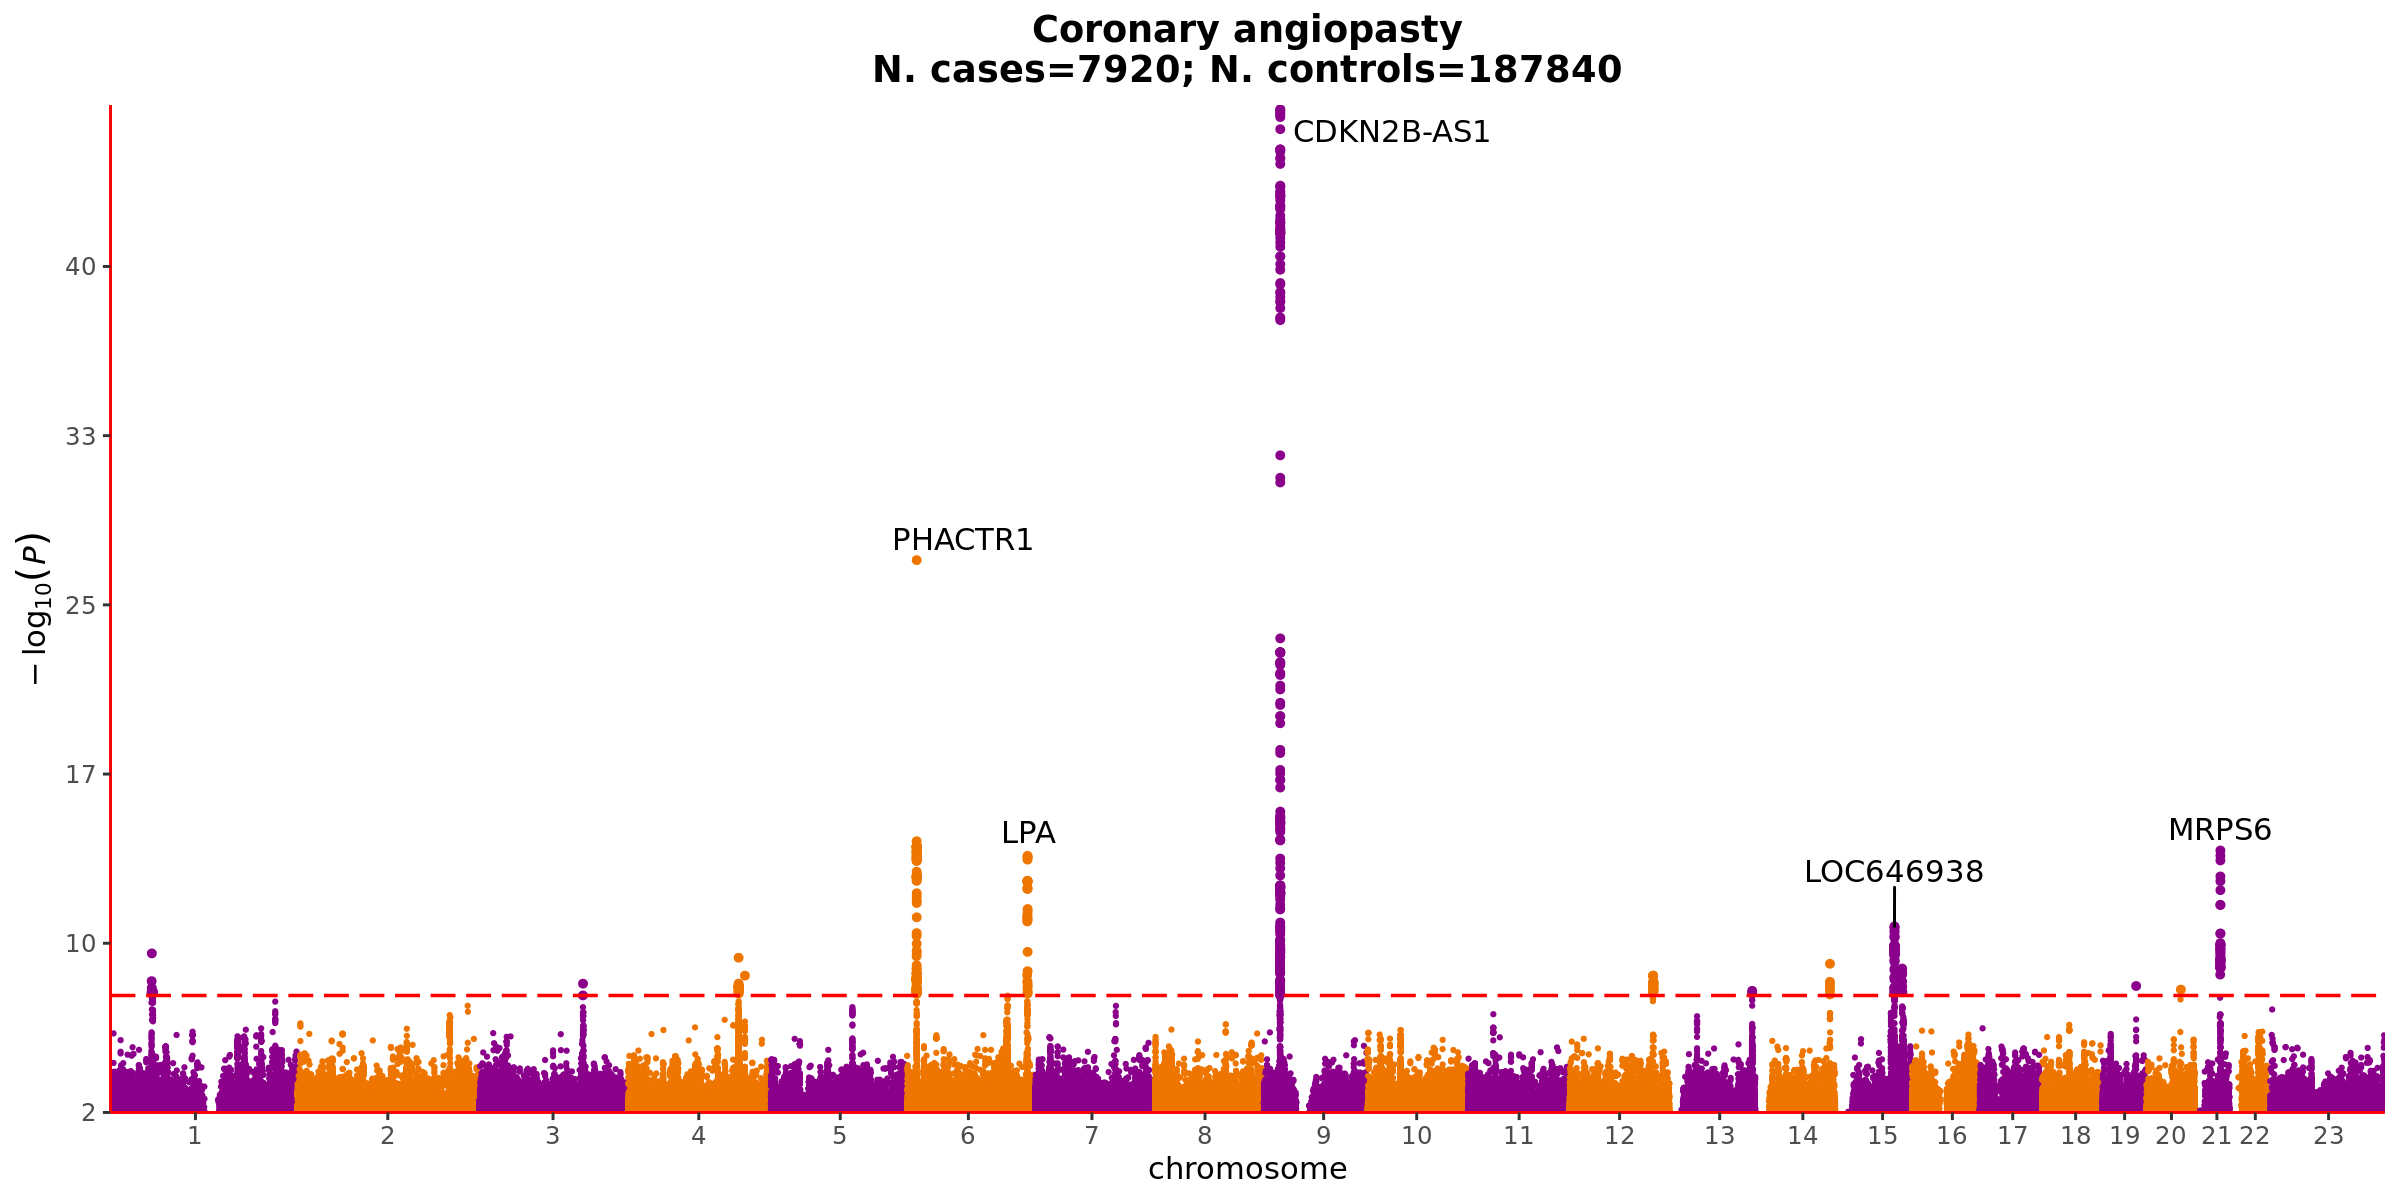 Coronary angiopasty
N. cases=7920; N. controls=187840
CDKN2B-AS1
40
33
PHACTR1
25
− log10(P)
17
LPA
MRPS6
LOC646938
10
2
1 2 3 4 5 6 7 8 9 10 11 12 13 14 15 16 17 18 19 20 21 22 23
chromosome